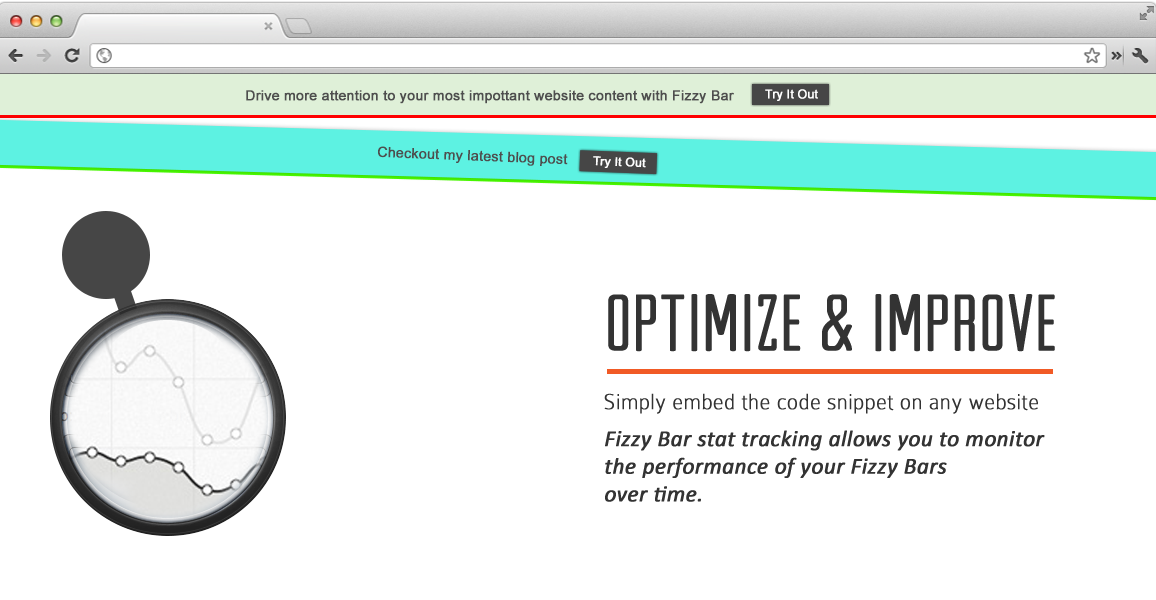 Drive more attention to your most impottant website content with Fizzy Bar Try It Out
Checkout my latest blog post Try It Out
OPTIMIZE & IMPROVE
Simply embed the code snippet on any website
Fizzy Bar stat tracking allows you to monitor
the performance of your Fizzy Bars
over time.